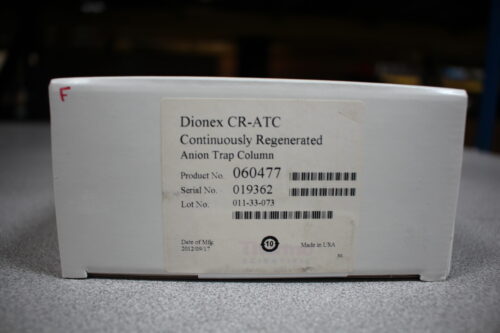 F
Dionex CR-ATC
Continuously Regenerated
Anion Trap Column
Product No. 060477
Serial No. 019362
Lot No. 011-33-073
Date of Mfg.
2012/09/17
10
Made in USA